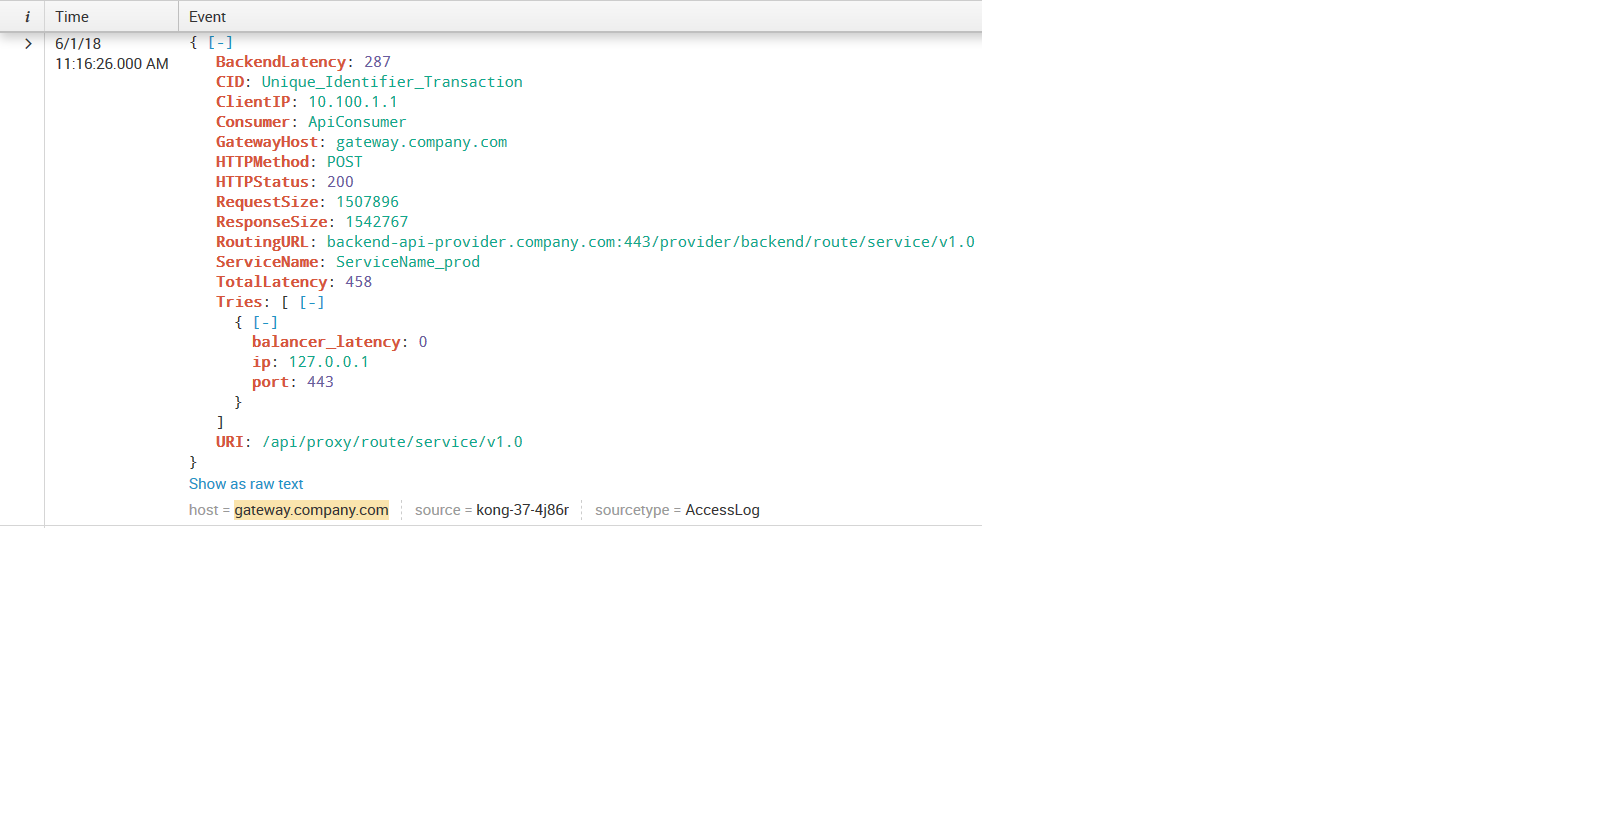 i Time Event
> 6/1/18 { [-]
11:16:26.000 AM BackendLatency: 287
CID: Unique_Identifier_Transaction
ClientIP: 10.100.1.1
Consumer: ApiConsumer
GatewayHost: gateway.company.com
HTTPMethod: POST
HTTPStatus: 200
RequestSize: 1507896
ResponseSize: 1542767
RoutingURL: backend-api-provider.company.com:443/provider/backend/route/service/v1.0
ServiceName: ServiceName_prod
TotalLatency: 458
Tries: [ [-]
{ [-]
balancer_latency: 0
ip: 127.0.0.1
port: 443
}
]
URI: /api/proxy/route/service/v1.0
}
Show as raw text
host = gateway.company.com source = kong-37-4j86r sourcetype = AccessLog